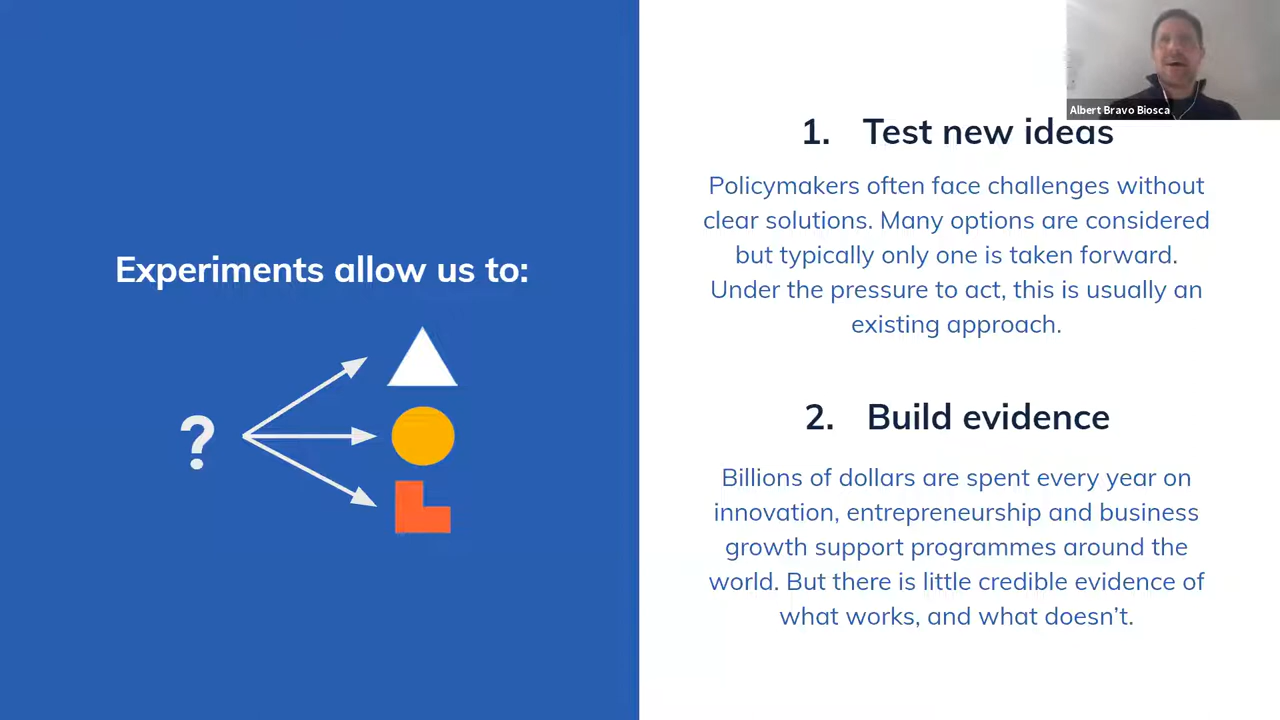 Experiments allow us to:
?
Albert Bravo Biosca
1. Test new ideas
Policymakers often face challenges without
clear solutions. Many options are considered
but typically only one is taken forward.
Under the pressure to act, this is usually an
existing approach.
2. Build evidence
Billions of dollars are spent every year on
innovation, entrepreneurship and business
growth support programmes around the
world. But there is little credible evidence of
what works, and what doesn’t.